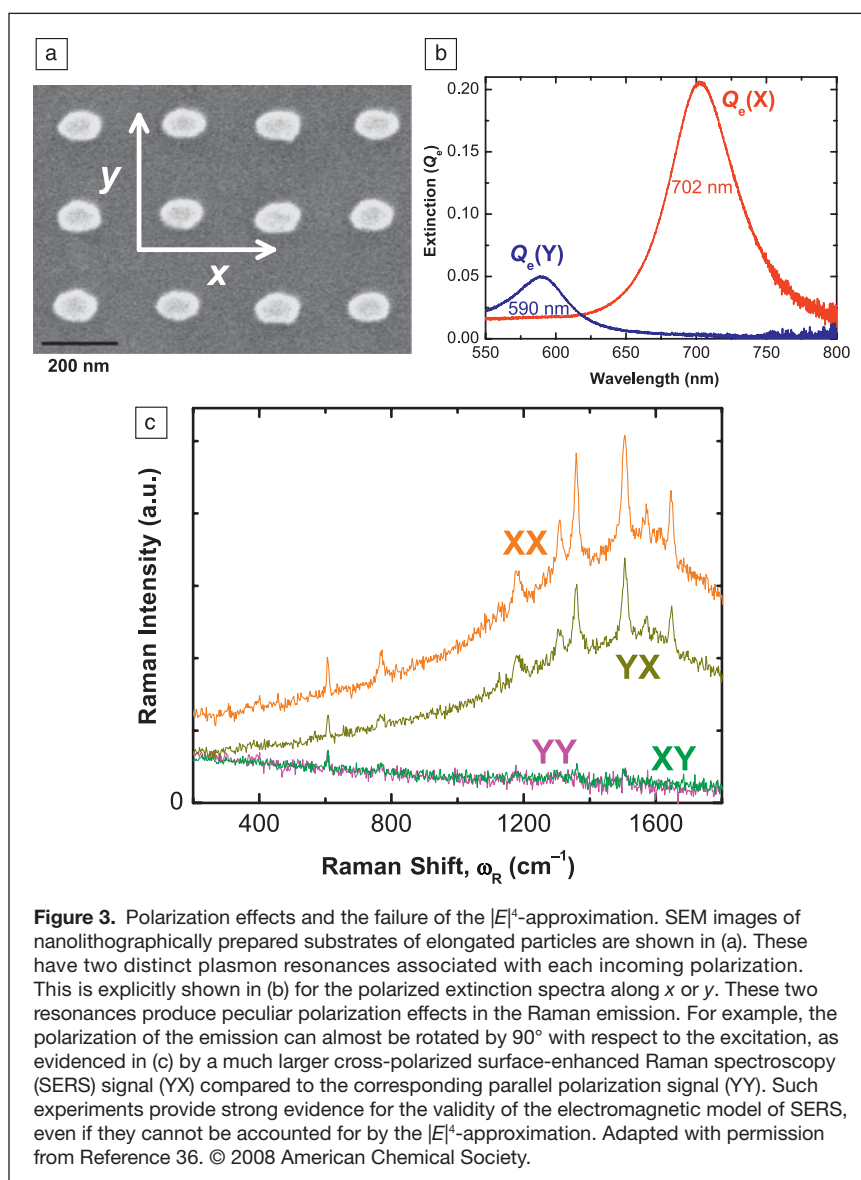 a
y
x
200 nm
b
0.20
0.15
0.10
0.05
0.00
Extinction (Qe)
Qe(X)
702 nm
Qe(Y)
590 nm
550 600 650 700 750 800
Wavelength (nm)
c
Raman Intensity (a.u.)
XX
YX
YY
XY
0
400 800 1200 1600
Raman Shift, ωR (cm–1)
Figure 3. Polarization effects and the failure of the |E|4-approximation. SEM images of
nanolithographically prepared substrates of elongated particles are shown in (a). These
have two distinct plasmon resonances associated with each incoming polarization.
This is explicitly shown in (b) for the polarized extinction spectra along x or y. These two
resonances produce peculiar polarization effects in the Raman emission. For example, the
polarization of the emission can almost be rotated by 90° with respect to the excitation, as
evidenced in (c) by a much larger cross-polarized surface-enhanced Raman spectroscopy
(SERS) signal (YX) compared to the corresponding parallel polarization signal (YY). Such
experiments provide strong evidence for the validity of the electromagnetic model of SERS,
even if they cannot be accounted for by the |E|4-approximation. Adapted with permission
from Reference 36. © 2008 American Chemical Society.